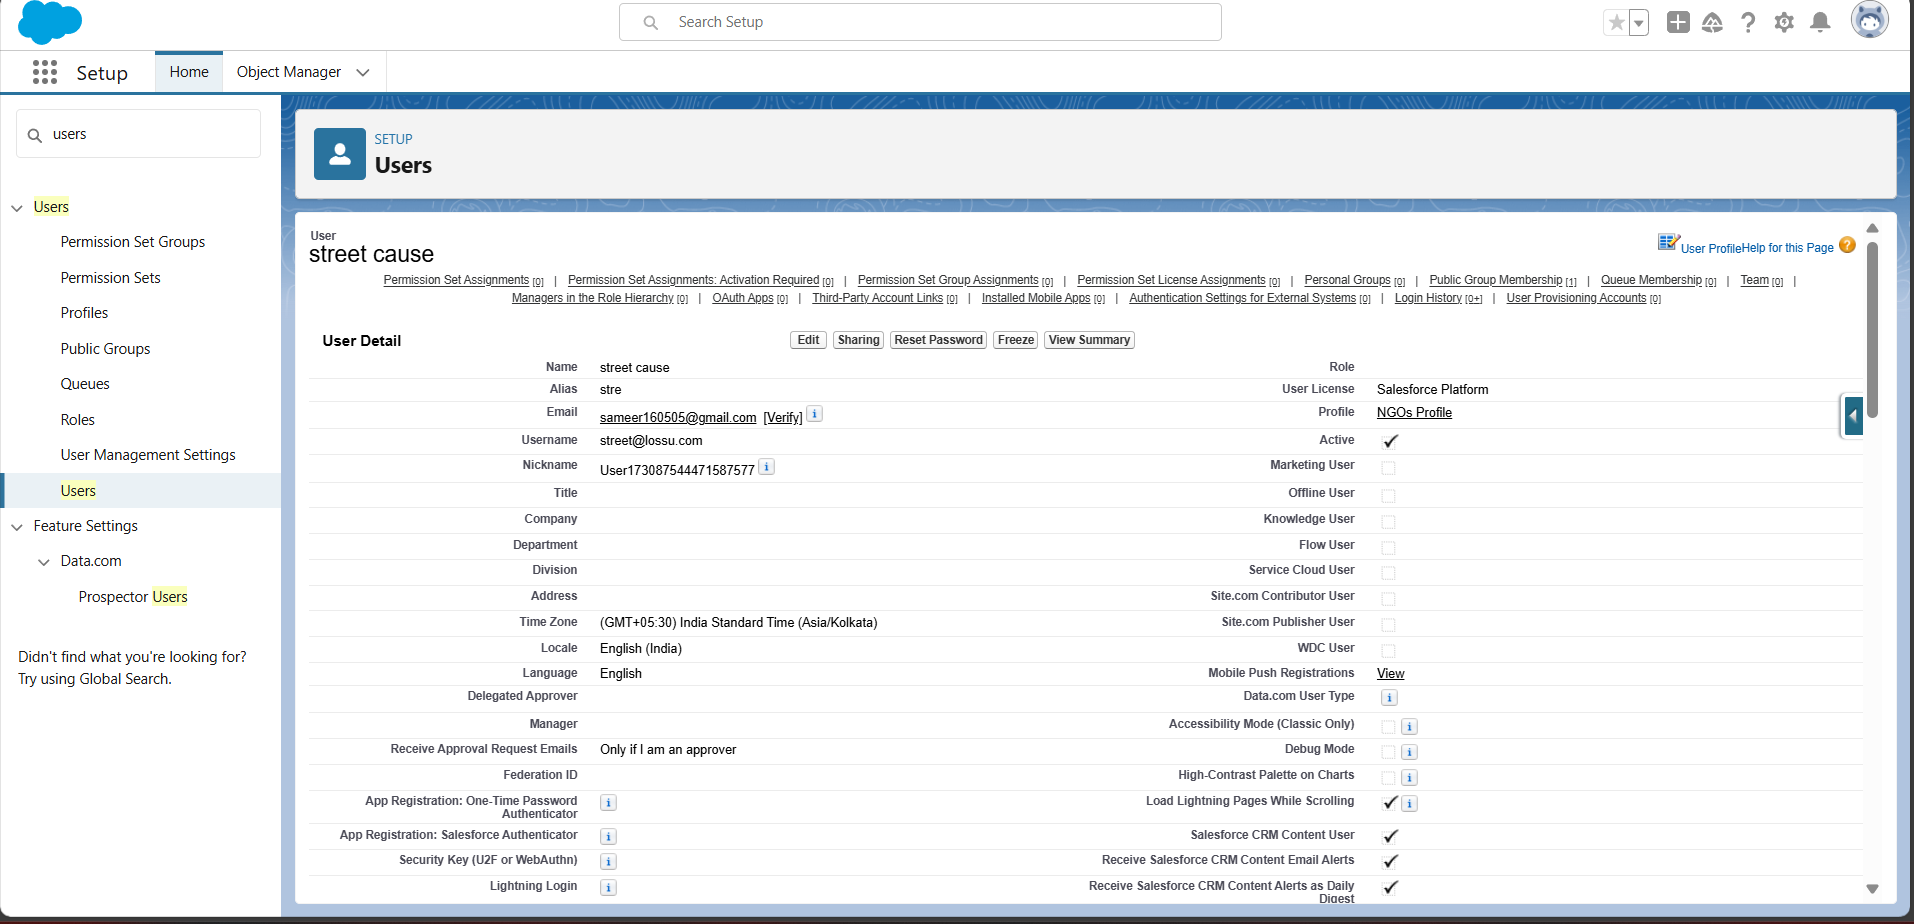 Search Setup
Setup
Home
Object Manager
users
Users
Permission Set Groups
Permission Sets
Profiles
Public Groups
Queues
Roles
User Management Settings
Users
Feature Settings
Data.com
Prospector Users
Didn't find what you're looking for?
Try using Global Search.
SETUP
Users
User
street cause
User Profile Help for this Page
Permission Set Assignments [0] | Permission Set Assignments: Activation Required [0] | Permission Set Group Assignments [0] | Permission Set License Assignments [0] | Personal Groups [0] | Public Group Membership [1] | Queue Membership [0] | Team [0] |
Managers in the Role Hierarchy [0] | OAuth Apps [0] | Third-Party Account Links [0] | Installed Mobile Apps [0] | Authentication Settings for External Systems [0] | Login History [0+] | User Provisioning Accounts [0]
User Detail
Edit Sharing Reset Password Freeze View Summary
Name street cause Role
Alias stre User License Salesforce Platform
Email sameer160505@gmail.com [Verify] i Profile NGOs Profile
Username street@lossu.com Active
Nickname User173087544471587577 i Marketing User
Title Offline User
Company Knowledge User
Department Flow User
Division Service Cloud User
Address Site.com Contributor User
Time Zone (GMT+05:30) India Standard Time (Asia/Kolkata) Site.com Publisher User
Locale English (India) WDC User
Language English Mobile Push Registrations View
Delegated Approver Data.com User Type i
Manager Accessibility Mode (Classic Only) i
Receive Approval Request Emails Only if I am an approver Debug Mode i
Federation ID High-Contrast Palette on Charts i
App Registration: One-Time Password Authenticator i Load Lightning Pages While Scrolling i
App Registration: Salesforce Authenticator i Salesforce CRM Content User
Security Key (U2F or WebAuthn) i Receive Salesforce CRM Content Email Alerts
Lightning Login i Receive Salesforce CRM Content Alerts as Daily Digest